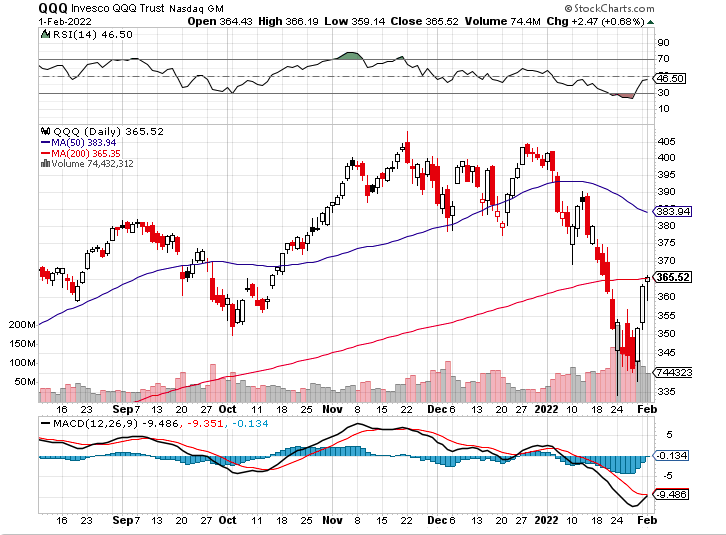 QQQ Invesco QQQ Trust Nasdaq GM © StockCharts.com
1-Feb-2022 Open 364.43 High 366.19 Low 359.14 Close 365.52 Volume 74.4M Chg +2.47 (+0.68%)
RSI(14) 46.50
90
70
50
46.50
30
10
QQQ (Daily) 365.52
MA(50) 383.94
MA(200) 365.35
Volume 74,432,312
405
400
395
390
385
383.94
380
375
370
365.52
360
355
350
345
335
200M
150M
100M
50M
744323
16 23 Sep 7 13 20 27 Oct 11 18 25 Nov 8 15 22 Dec 6 13 20 27 2022 10 18 24 Feb
MACD(12,26,9) -9.486, -9.351, -0.134
5
-0.134
-5
-9.486
16 23 Sep 7 13 20 27 Oct 11 18 25 Nov 8 15 22 Dec 6 13 20 27 2022 10 18 24 Feb